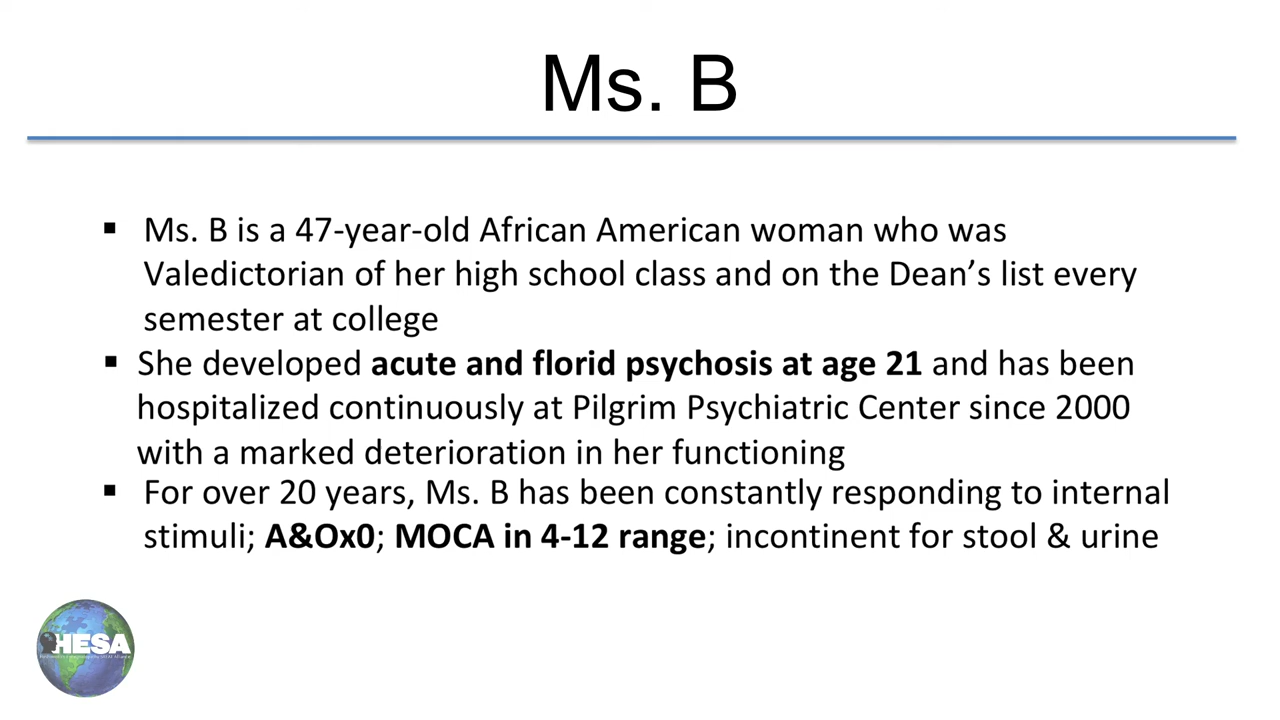 Ms. B
▪ Ms. B is a 47-year-old African American woman who was
Valedictorian of her high school class and on the Dean’s list every
semester at college
▪ She developed acute and florid psychosis at age 21 and has been
hospitalized continuously at Pilgrim Psychiatric Center since 2000
with a marked deterioration in her functioning
▪ For over 20 years, Ms. B has been constantly responding to internal
stimuli; A&Ox0; MOCA in 4-12 range; incontinent for stool & urine
HESA